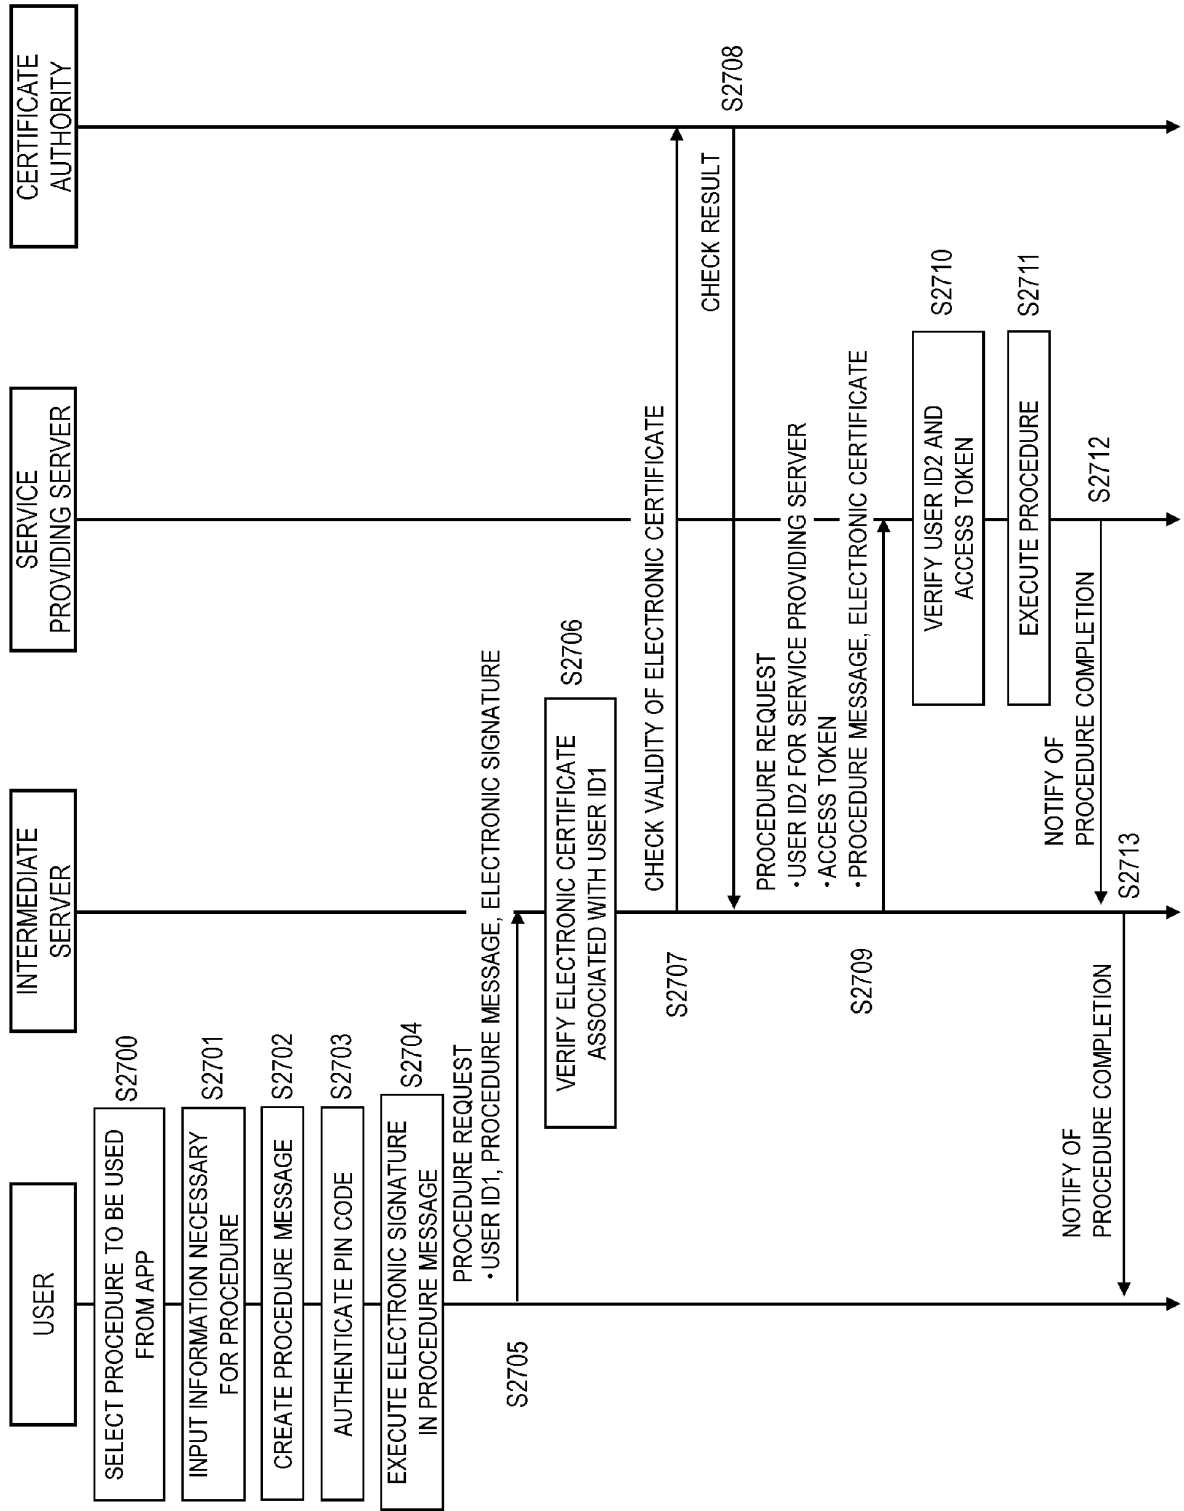 USER
INTERMEDIATE
SERVER
SERVICE
PROVIDING SERVER
CERTIFICATE
AUTHORITY
SELECT PROCEDURE TO BE USED
FROM APP
S2700
INPUT INFORMATION NECESSARY
FOR PROCEDURE
S2701
CREATE PROCEDURE MESSAGE
S2702
AUTHENTICATE PIN CODE
S2703
EXECUTE ELECTRONIC SIGNATURE
IN PROCEDURE MESSAGE
S2704
PROCEDURE REQUEST
・USER ID1, PROCEDURE MESSAGE, ELECTRONIC SIGNATURE
S2705
VERIFY ELECTRONIC CERTIFICATE
ASSOCIATED WITH USER ID1
S2706
CHECK VALIDITY OF ELECTRONIC CERTIFICATE
S2707
CHECK RESULT
S2708
PROCEDURE REQUEST
・USER ID2 FOR SERVICE PROVIDING SERVER
・ACCESS TOKEN
・PROCEDURE MESSAGE, ELECTRONIC CERTIFICATE
S2709
VERIFY USER ID2 AND
ACCESS TOKEN
S2710
EXECUTE PROCEDURE
S2711
NOTIFY OF
PROCEDURE COMPLETION
S2712
NOTIFY OF
PROCEDURE COMPLETION
S2713